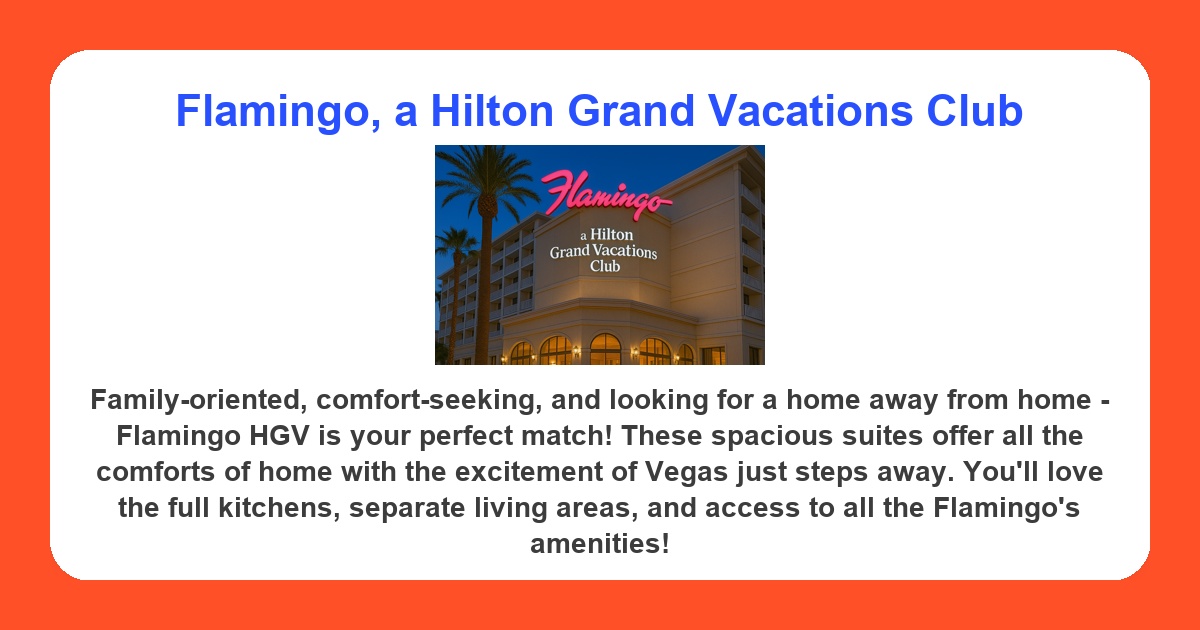 Flamingo, a Hilton Grand Vacations Club
Flamingo
a Hilton
Grand Vacations
Club
Family-oriented, comfort-seeking, and looking for a home away from home -
Flamingo HGV is your perfect match! These spacious suites offer all the
comforts of home with the excitement of Vegas just steps away. You'll love
the full kitchens, separate living areas, and access to all the Flamingo's
amenities!